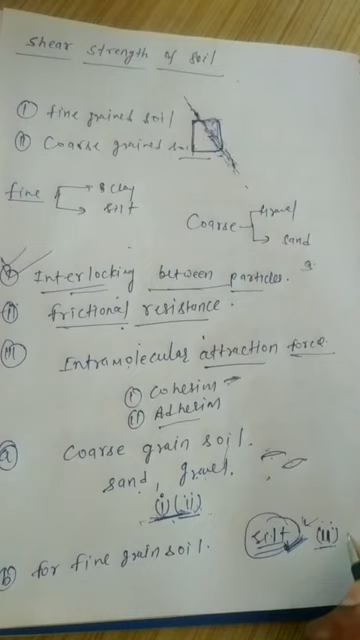 Shear strength of soil
(i) fine grained soil
(ii) Coarse grained soil
fine → clay
→ silt
Coarse gravel
→ sand
(i) Interlocking between particles.
(ii) frictional resistance.
(iii) Intramolecular attraction force.
(i) Cohesion
(ii) Adhesion
(a) Coarse grain soil.
sand, gravel.
(i) (ii)
(b) for fine grain soil. silt (ii)